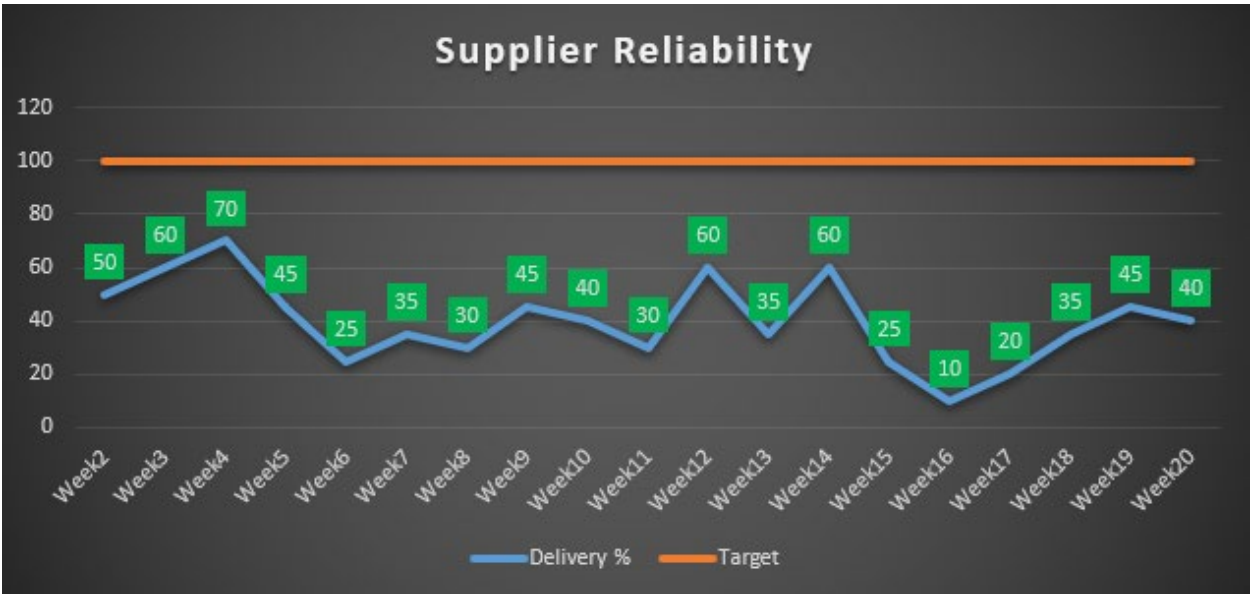 Supplier Reliability
120
100
80
60
40
20
0
50
60
70
45
25
35
30
45
40
30
60
35
60
25
10
20
35
45
40
Week2
Week3
Week4
Week5
Week6
Week7
Week8
Week9
Week10
Week11
Week12
Week13
Week14
Week15
Week16
Week17
Week18
Week19
Week20
Delivery %
Target